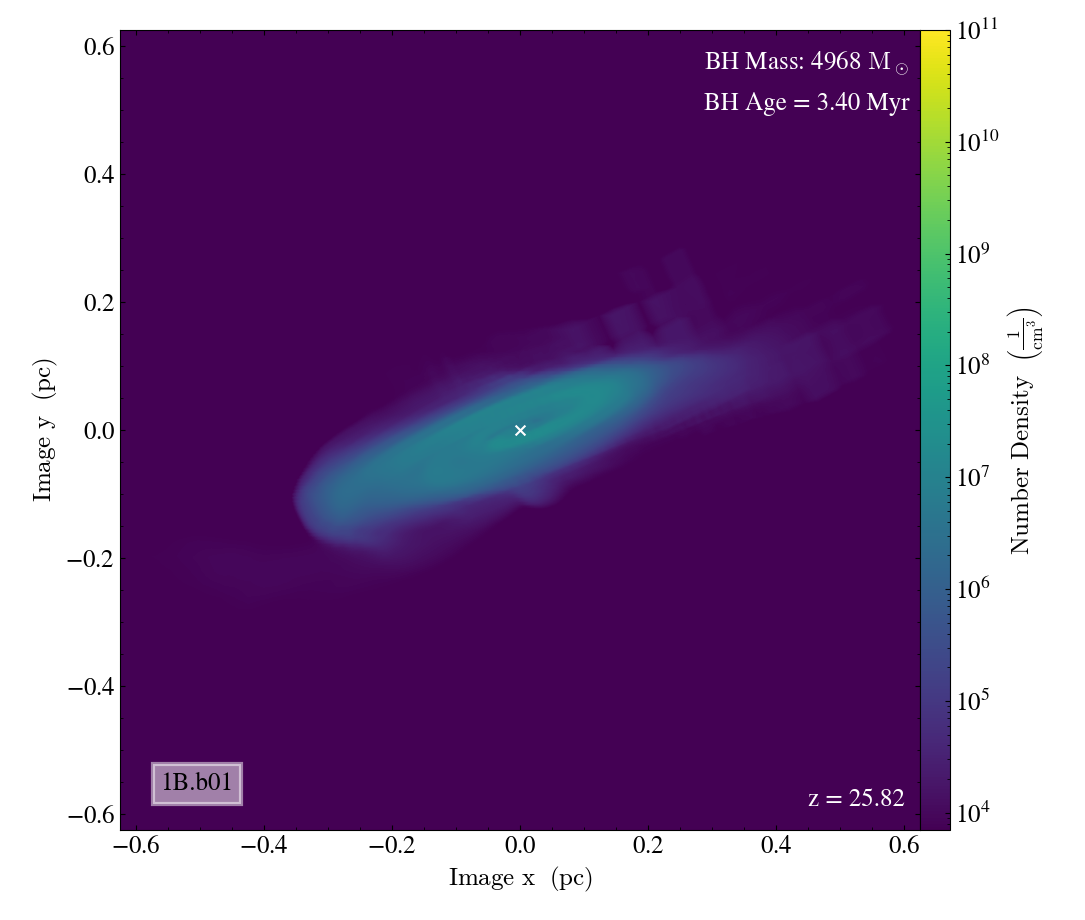 BH Mass: 4968 M⊙
BH Age = 3.40 Myr
1B.b01
z = 25.82
0.6
0.4
0.2
0.0
−0.2
−0.4
−0.6
Image y (pc)
−0.6 −0.4 −0.2 0.0 0.2 0.4 0.6
Image x (pc)
10¹¹
10¹⁰
10⁹
10⁸
10⁷
10⁶
10⁵
10⁴
Number Density (1/cm³)